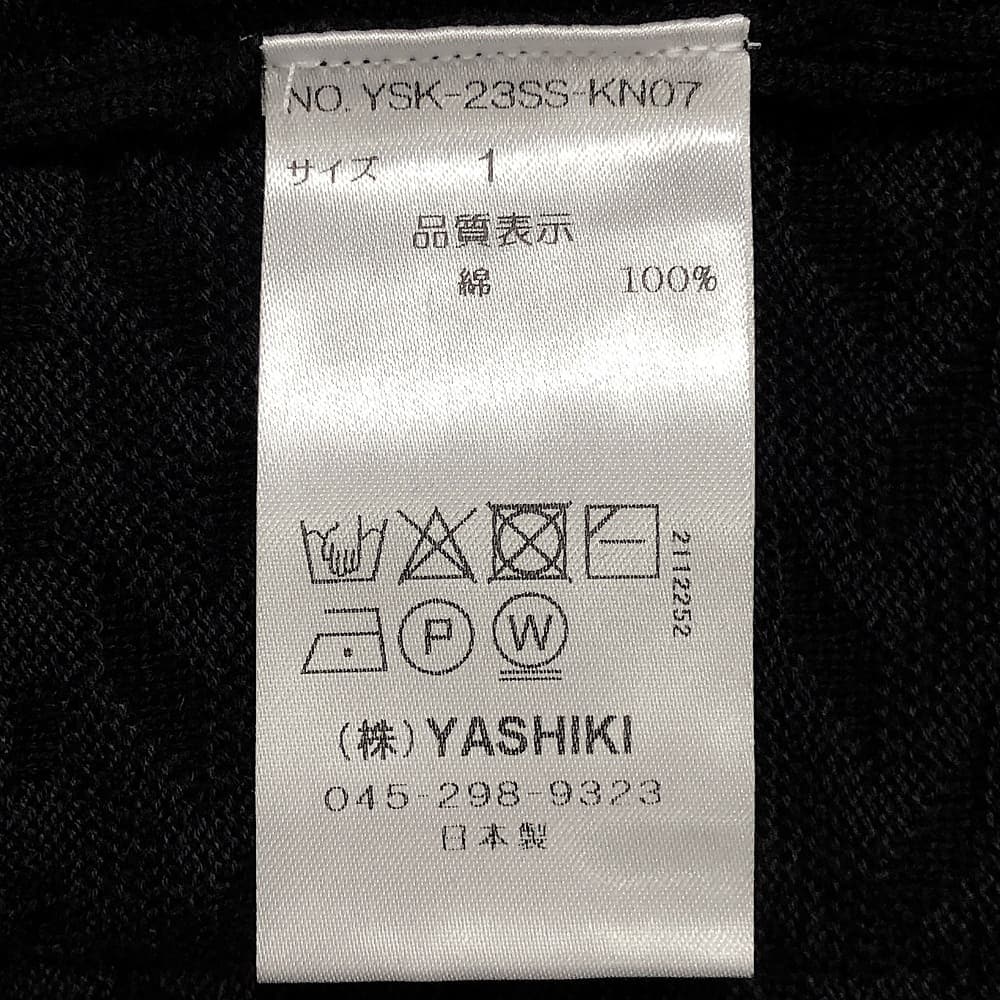 NO. YSK-23SS-KN07
サイズ 1
品質表示
綿 100%
2112252
P W
(株)YASHIKI
045-298-9323
日本製